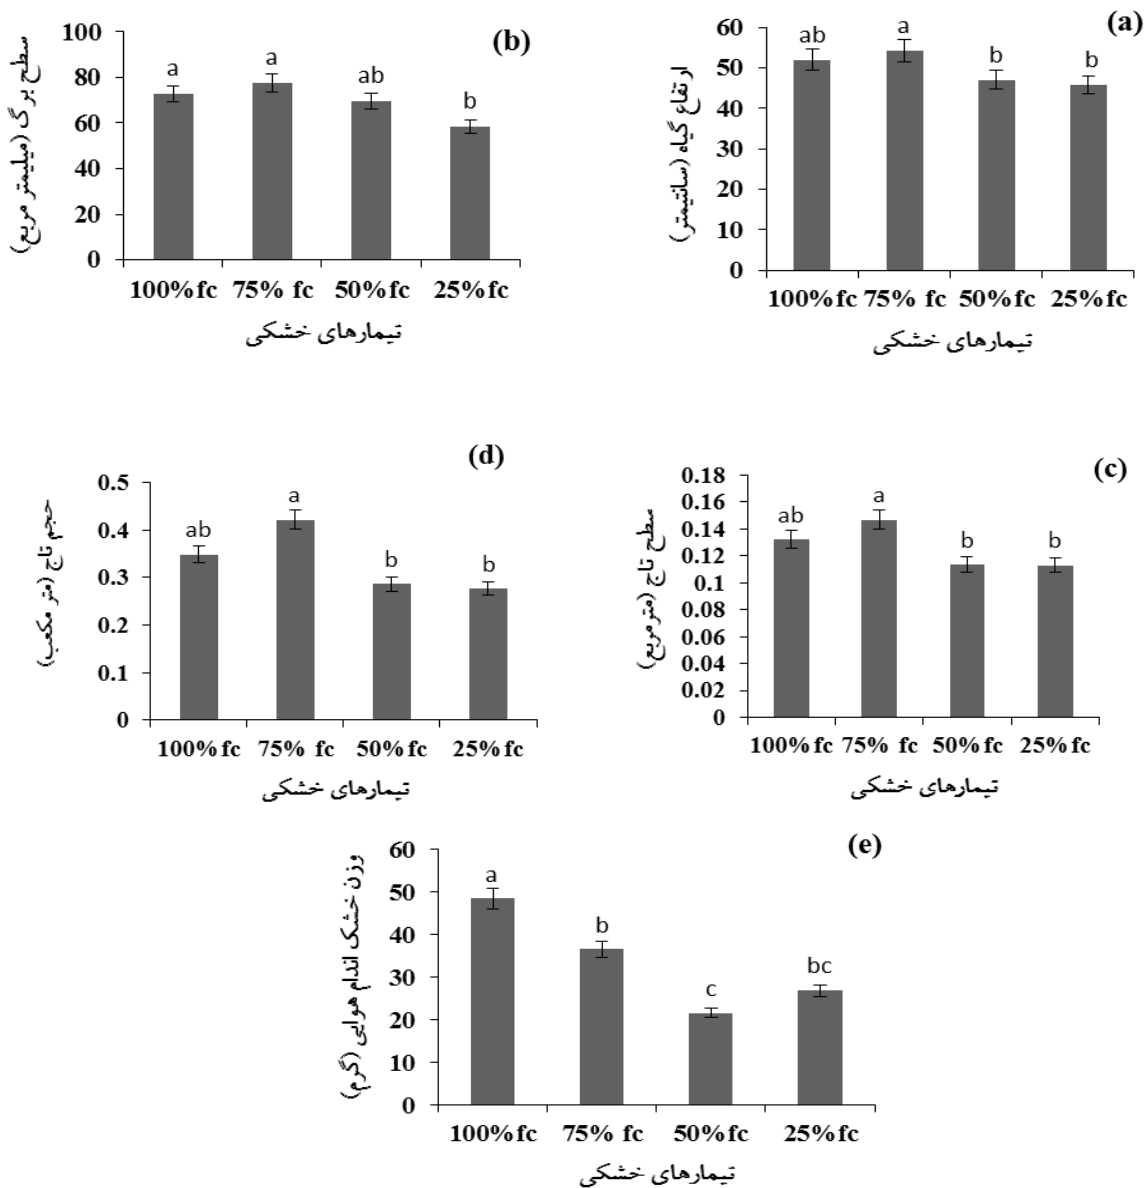 (a)
ارتفاع گیاه (سانتیمتر)
60
50
40
30
20
10
0
ab
a
b
b
100%fc 75% fc 50%fc 25%fc
تیمارهای خشکی
(b)
سطح برگ (میلیمتر مربع)
100
80
60
40
20
0
a
a
ab
b
100%fc 75% fc 50%fc 25%fc
تیمارهای خشکی
(c)
سطح تاج (مترمربع)
0.18
0.16
0.14
0.12
0.1
0.08
0.06
0.04
0.02
0
ab
a
b
b
100%fc 75% fc 50%fc 25%fc
تیمارهای خشکی
(d)
حجم تاج (متر مکعب)
0.5
0.4
0.3
0.2
0.1
0
ab
a
b
b
100%fc 75% fc 50%fc 25%fc
تیمارهای خشکی
(e)
وزن خشک اندام هوایی (گرم)
60
50
40
30
20
10
0
a
b
c
bc
100%fc 75% fc 50%fc 25%fc
تیمارهای خشکی